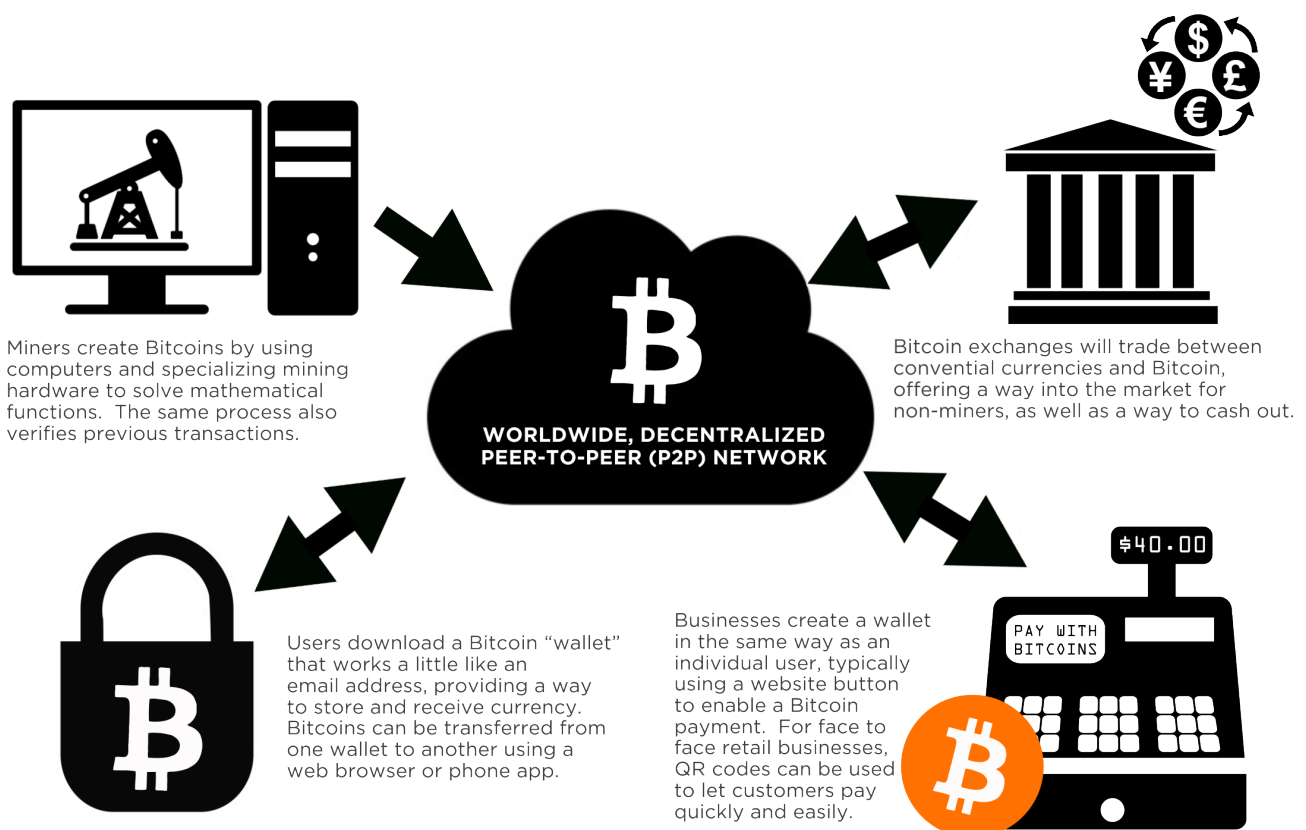 $
¥ £
€
Miners create Bitcoins by using
computers and specializing mining
hardware to solve mathematical
functions.  The same process also
verifies previous transactions.
WORLDWIDE, DECENTRALIZED
PEER-TO-PEER (P2P) NETWORK
Bitcoin exchanges will trade between
convential currencies and Bitcoin,
offering a way into the market for
non-miners, as well as a way to cash out.
Users download a Bitcoin “wallet”
that works a little like an
email address, providing a way
to store and receive currency.
Bitcoins can be transferred from
one wallet to another using a
web browser or phone app.
Businesses create a wallet
in the same way as an
individual user, typically
using a website button
to enable a Bitcoin
payment.  For face to
face retail businesses,
QR codes can be used
to let customers pay
quickly and easily.
$40.00
PAY WITH
BITCOINS